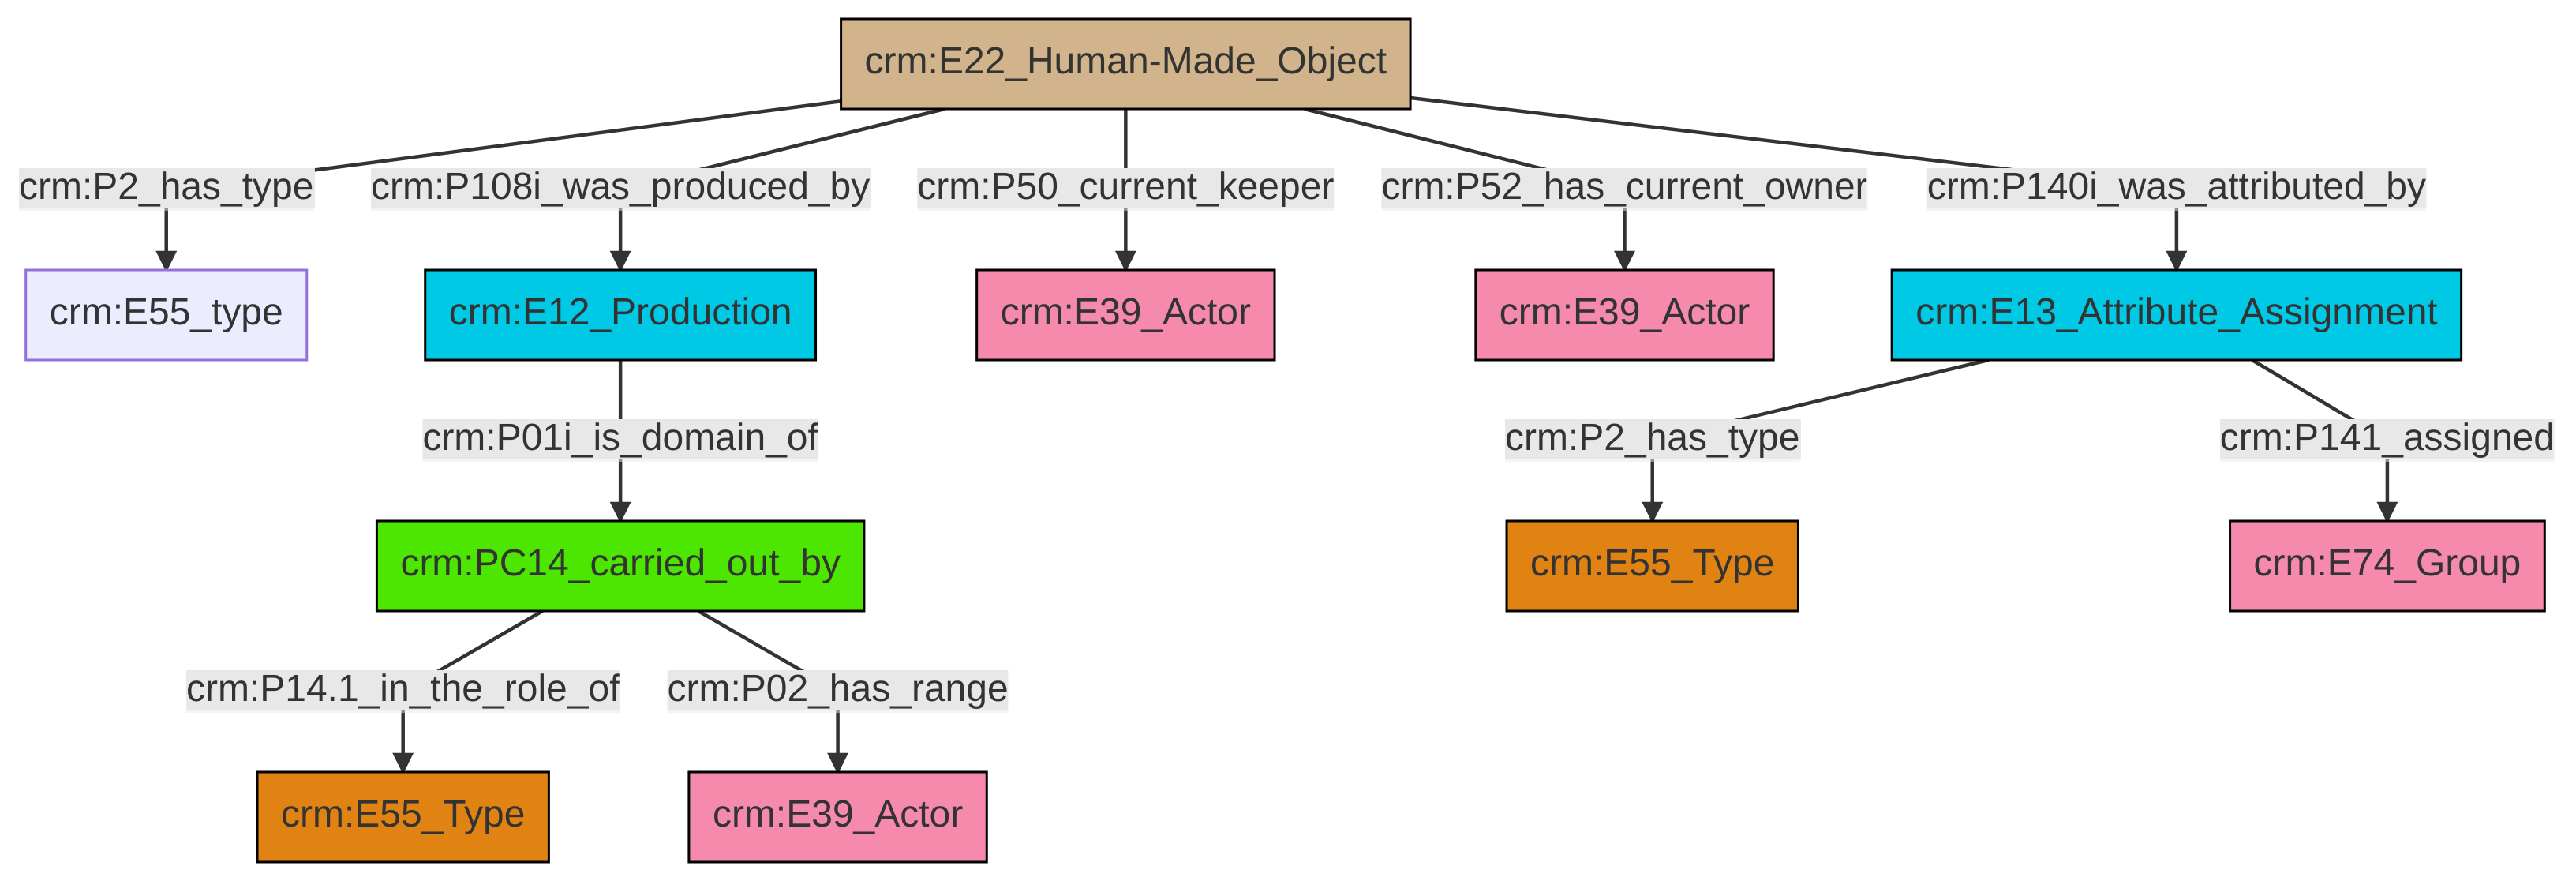 crm:E22_Human-Made_Object
crm:P2_has_type
crm:P108i_was_produced_by
crm:P50_current_keeper
crm:P52_has_current_owner
crm:P140i_was_attributed_by
crm:E55_type
crm:E12_Production
crm:E39_Actor
crm:E39_Actor
crm:E13_Attribute_Assignment
crm:P01i_is_domain_of
crm:P2_has_type
crm:P141_assigned
crm:PC14_carried_out_by
crm:E55_Type
crm:E74_Group
crm:P14.1_in_the_role_of
crm:P02_has_range
crm:E55_Type
crm:E39_Actor